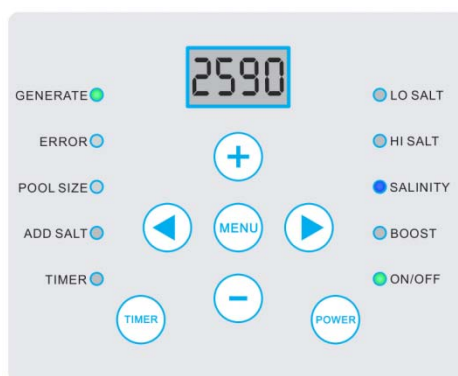 2590
GENERATE
LO SALT
ERROR
HI SALT
POOL SIZE
SALINITY
ADD SALT
MENU
BOOST
TIMER
ON/OFF
TIMER
POWER